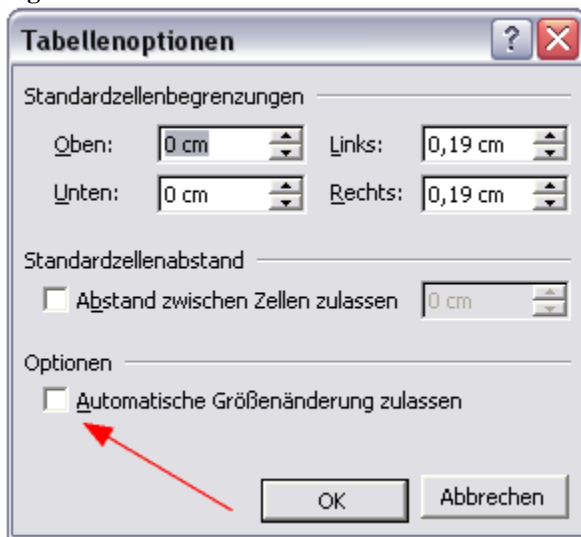 Tabellenoptionen
Standardzellenbegrenzungen
Oben: 0 cm Links: 0,19 cm
Unten: 0 cm Rechts: 0,19 cm
Standardzellenabstand
Abstand zwischen Zellen zulassen 0 cm
Optionen
Automatische Größenänderung zulassen
OK Abbrechen